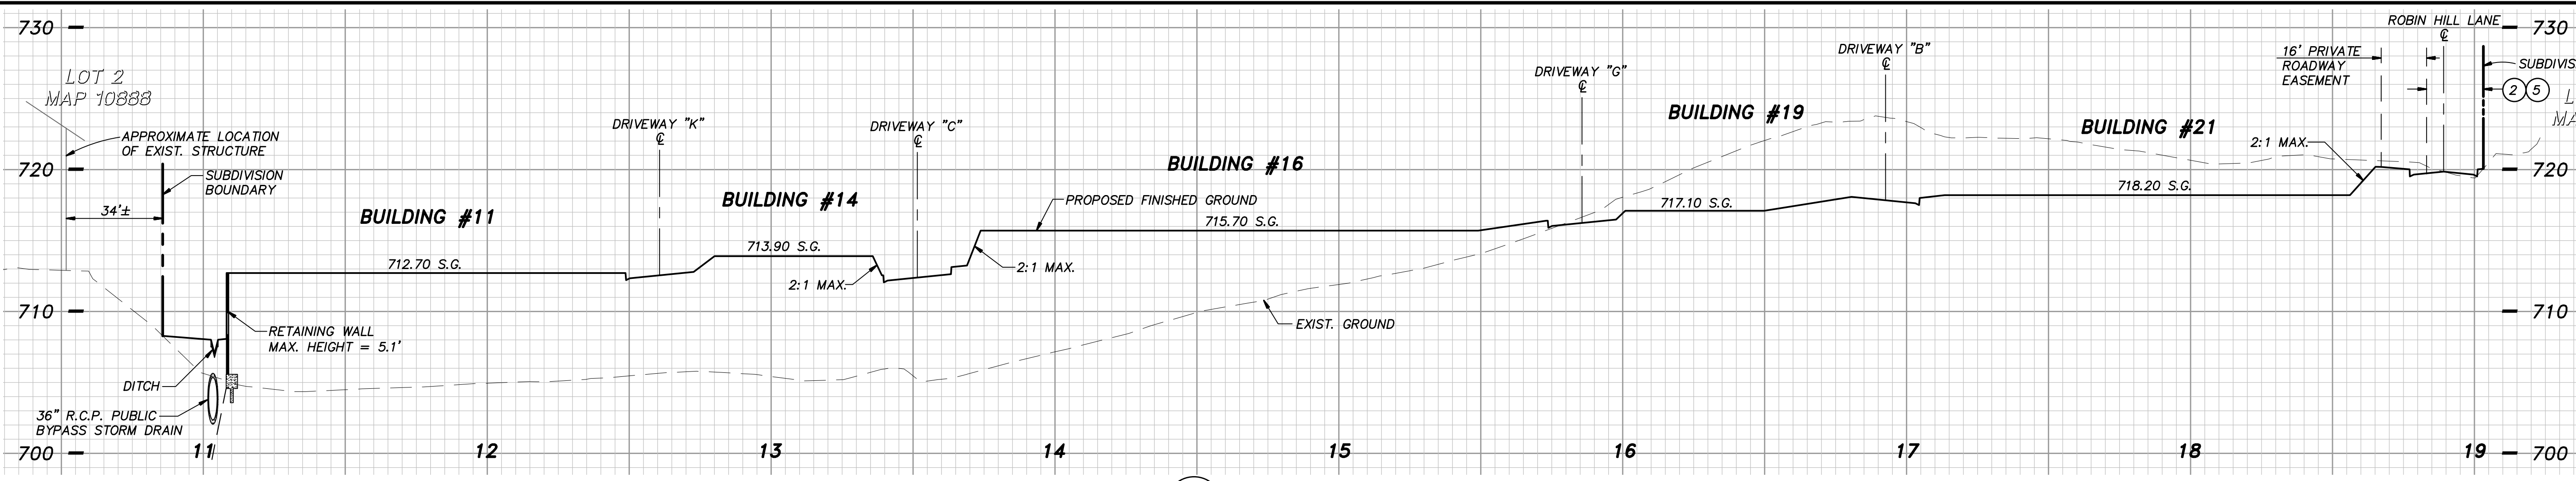 730
720
710
700
LOT 2
MAP 10888
APPROXIMATE LOCATION
OF EXIST. STRUCTURE
SUBDIVISION
BOUNDARY
34'±
BUILDING #11
712.70 S.G.
RETAINING WALL
MAX. HEIGHT = 5.1'
DITCH
36" R.C.P. PUBLIC
BYPASS STORM DRAIN
DRIVEWAY "K"
℄
BUILDING #14
713.90 S.G.
2:1 MAX.
DRIVEWAY "C"
℄
2:1 MAX.
BUILDING #16
PROPOSED FINISHED GROUND
715.70 S.G.
EXIST. GROUND
DRIVEWAY "G"
℄
BUILDING #19
717.10 S.G.
DRIVEWAY "B"
℄
BUILDING #21
718.20 S.G.
2:1 MAX.
16' PRIVATE
ROADWAY
EASEMENT
ROBIN HILL LANE
℄
SUBDIVIS
2 5
L
MA
730
720
710
700
11 12 13 14 15 16 17 18 19